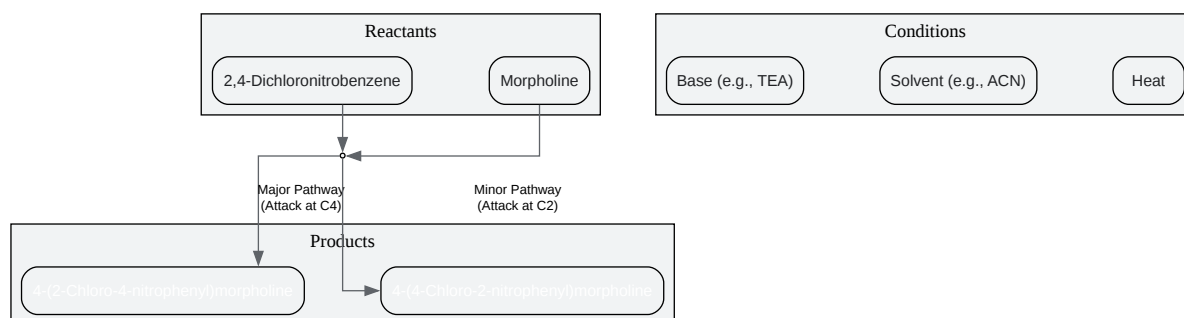 Reactants
Conditions
2,4-Dichloronitrobenzene
Morpholine
Base (e.g., TEA)
Solvent (e.g., ACN)
Heat
Major Pathway
(Attack at C4)
Minor Pathway
(Attack at C2)
Products
4-(2-Chloro-4-nitrophenyl)morpholine
4-(4-Chloro-2-nitrophenyl)morpholine